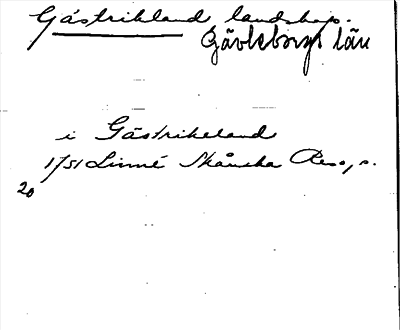 Gästrikland landskap.
Gävleborgs län
i Gästrikeland
1751 Linné Skånska Resa, s.
20